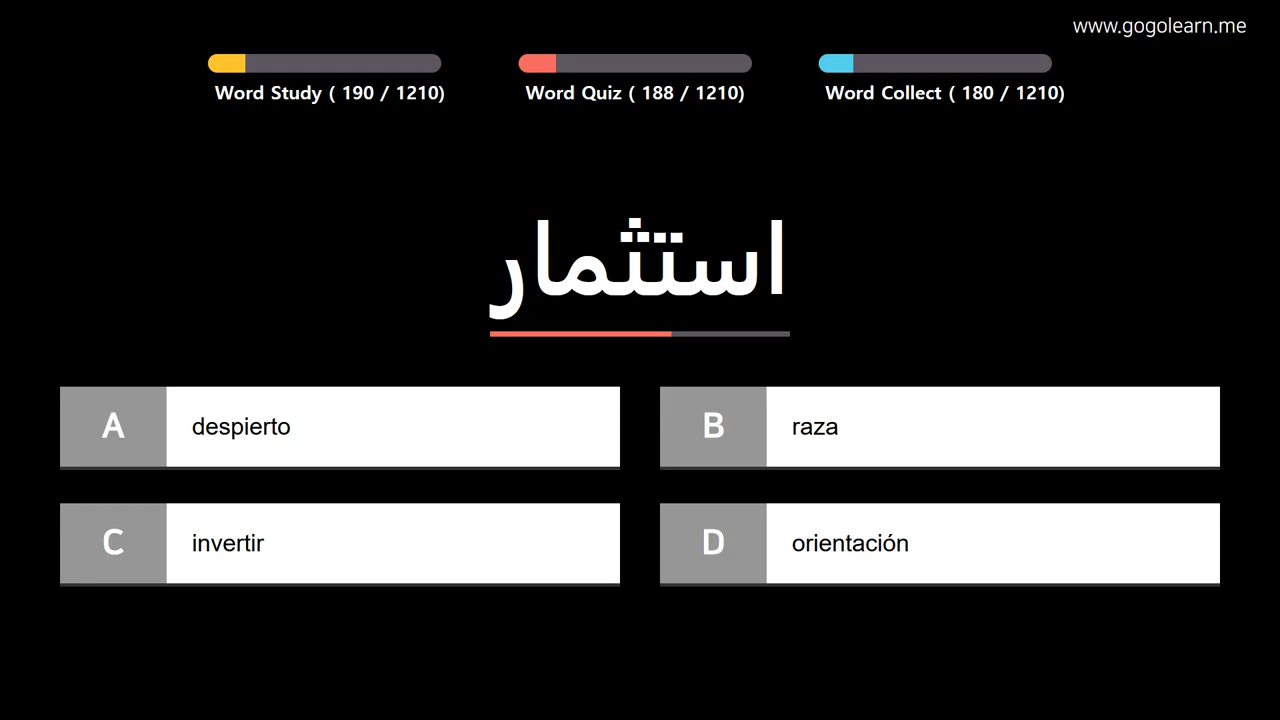 www.gogolearn.me
Word Study ( 190 / 1210)
Word Quiz ( 188 / 1210)
Word Collect ( 180 / 1210)
استثمار
A despierto
B raza
C invertir
D orientación